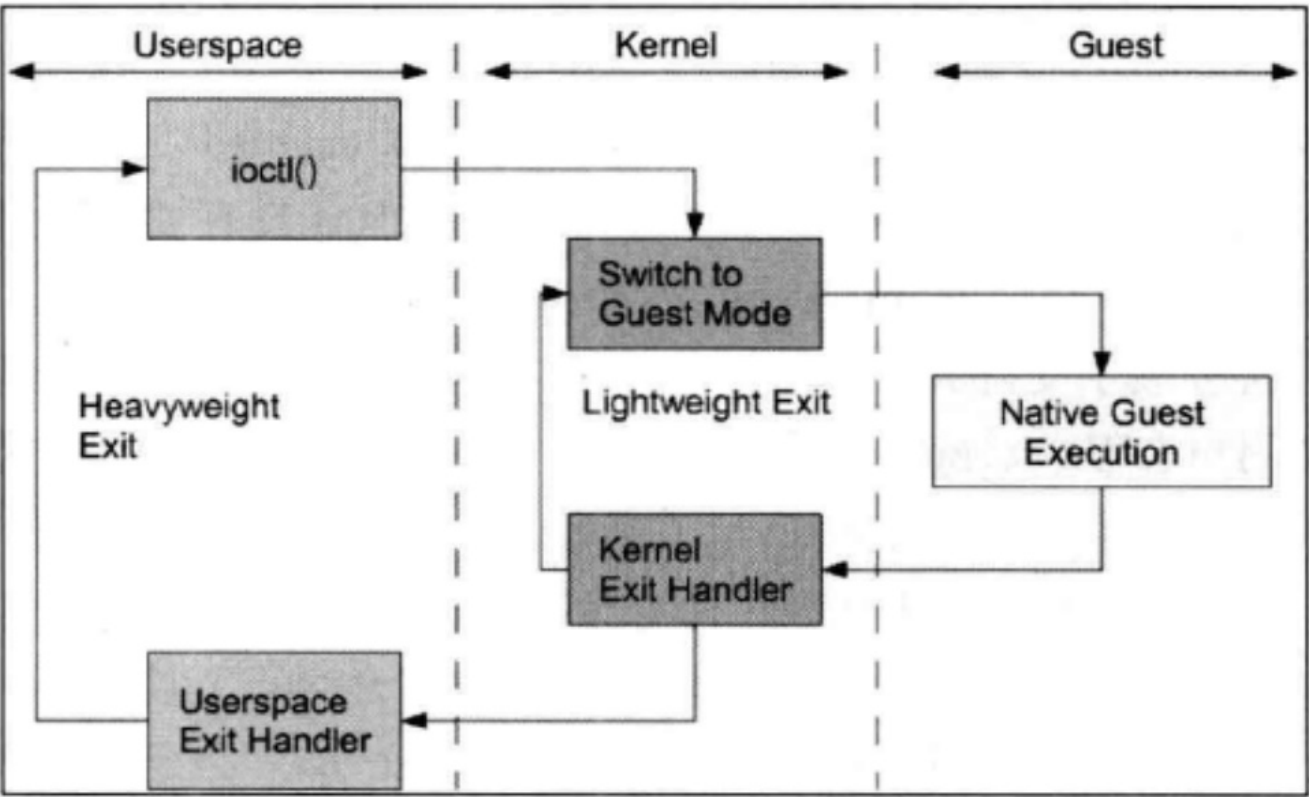 Userspace
Kernel
Guest
ioctl()
Switch to
Guest Mode
Heavyweight
Exit
Lightweight Exit
Native Guest
Execution
Kernel
Exit Handler
Userspace
Exit Handler